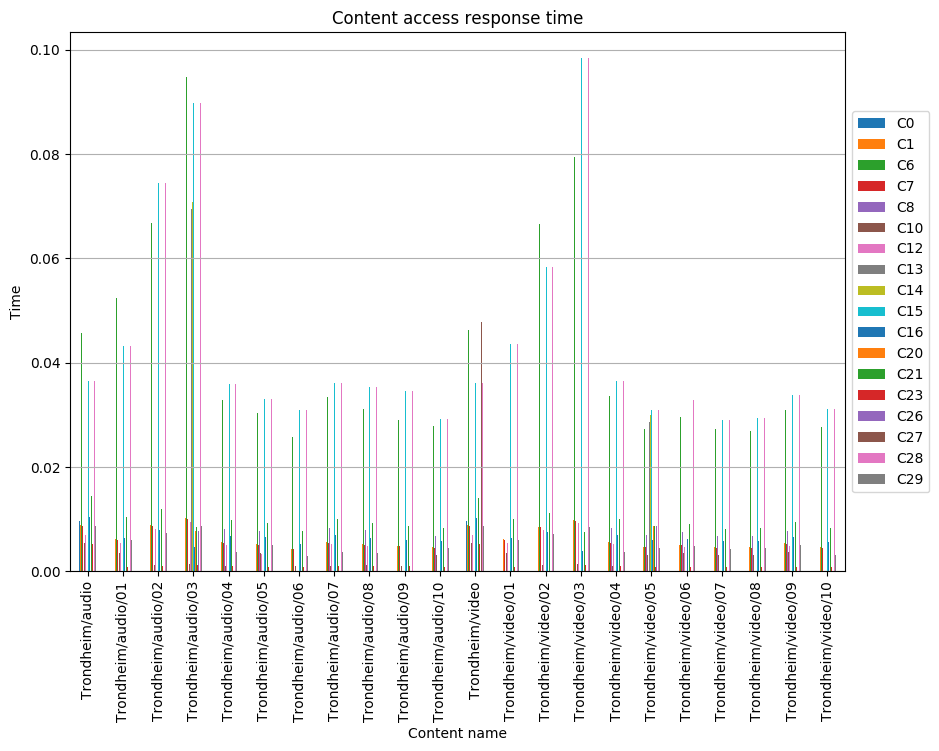 Content access response time
0.10
0.08
0.06
0.04
0.02
0.00
Time
Trondheim/audio
Trondheim/audio/01
Trondheim/audio/02
Trondheim/audio/03
Trondheim/audio/04
Trondheim/audio/05
Trondheim/audio/06
Trondheim/audio/07
Trondheim/audio/08
Trondheim/audio/09
Trondheim/audio/10
Trondheim/video
Trondheim/video/01
Trondheim/video/02
Trondheim/video/03
Trondheim/video/04
Trondheim/video/05
Trondheim/video/06
Trondheim/video/07
Trondheim/video/08
Trondheim/video/09
Trondheim/video/10
Content name
C0
C1
C6
C7
C8
C10
C12
C13
C14
C15
C16
C20
C21
C23
C26
C27
C28
C29